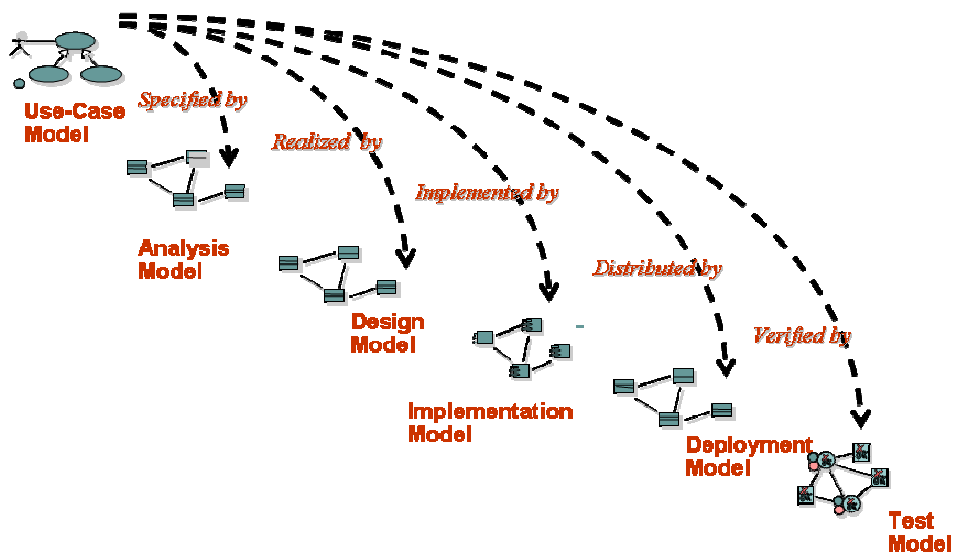 Use-Case
Model
Specified by
Realized by
Implemented by
Analysis
Model
Distributed by
Design
Model
Verified by
Implementation
Model
Deployment
Model
Test
Model